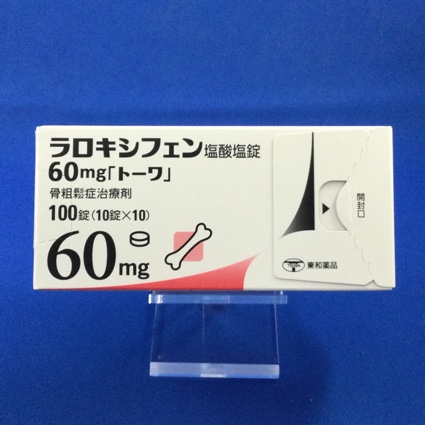 ラロキシフェン塩酸塩錠
60mg「トーワ」
骨粗鬆症治療剤
100錠(10錠×10)
60mg
開封口
東和薬品